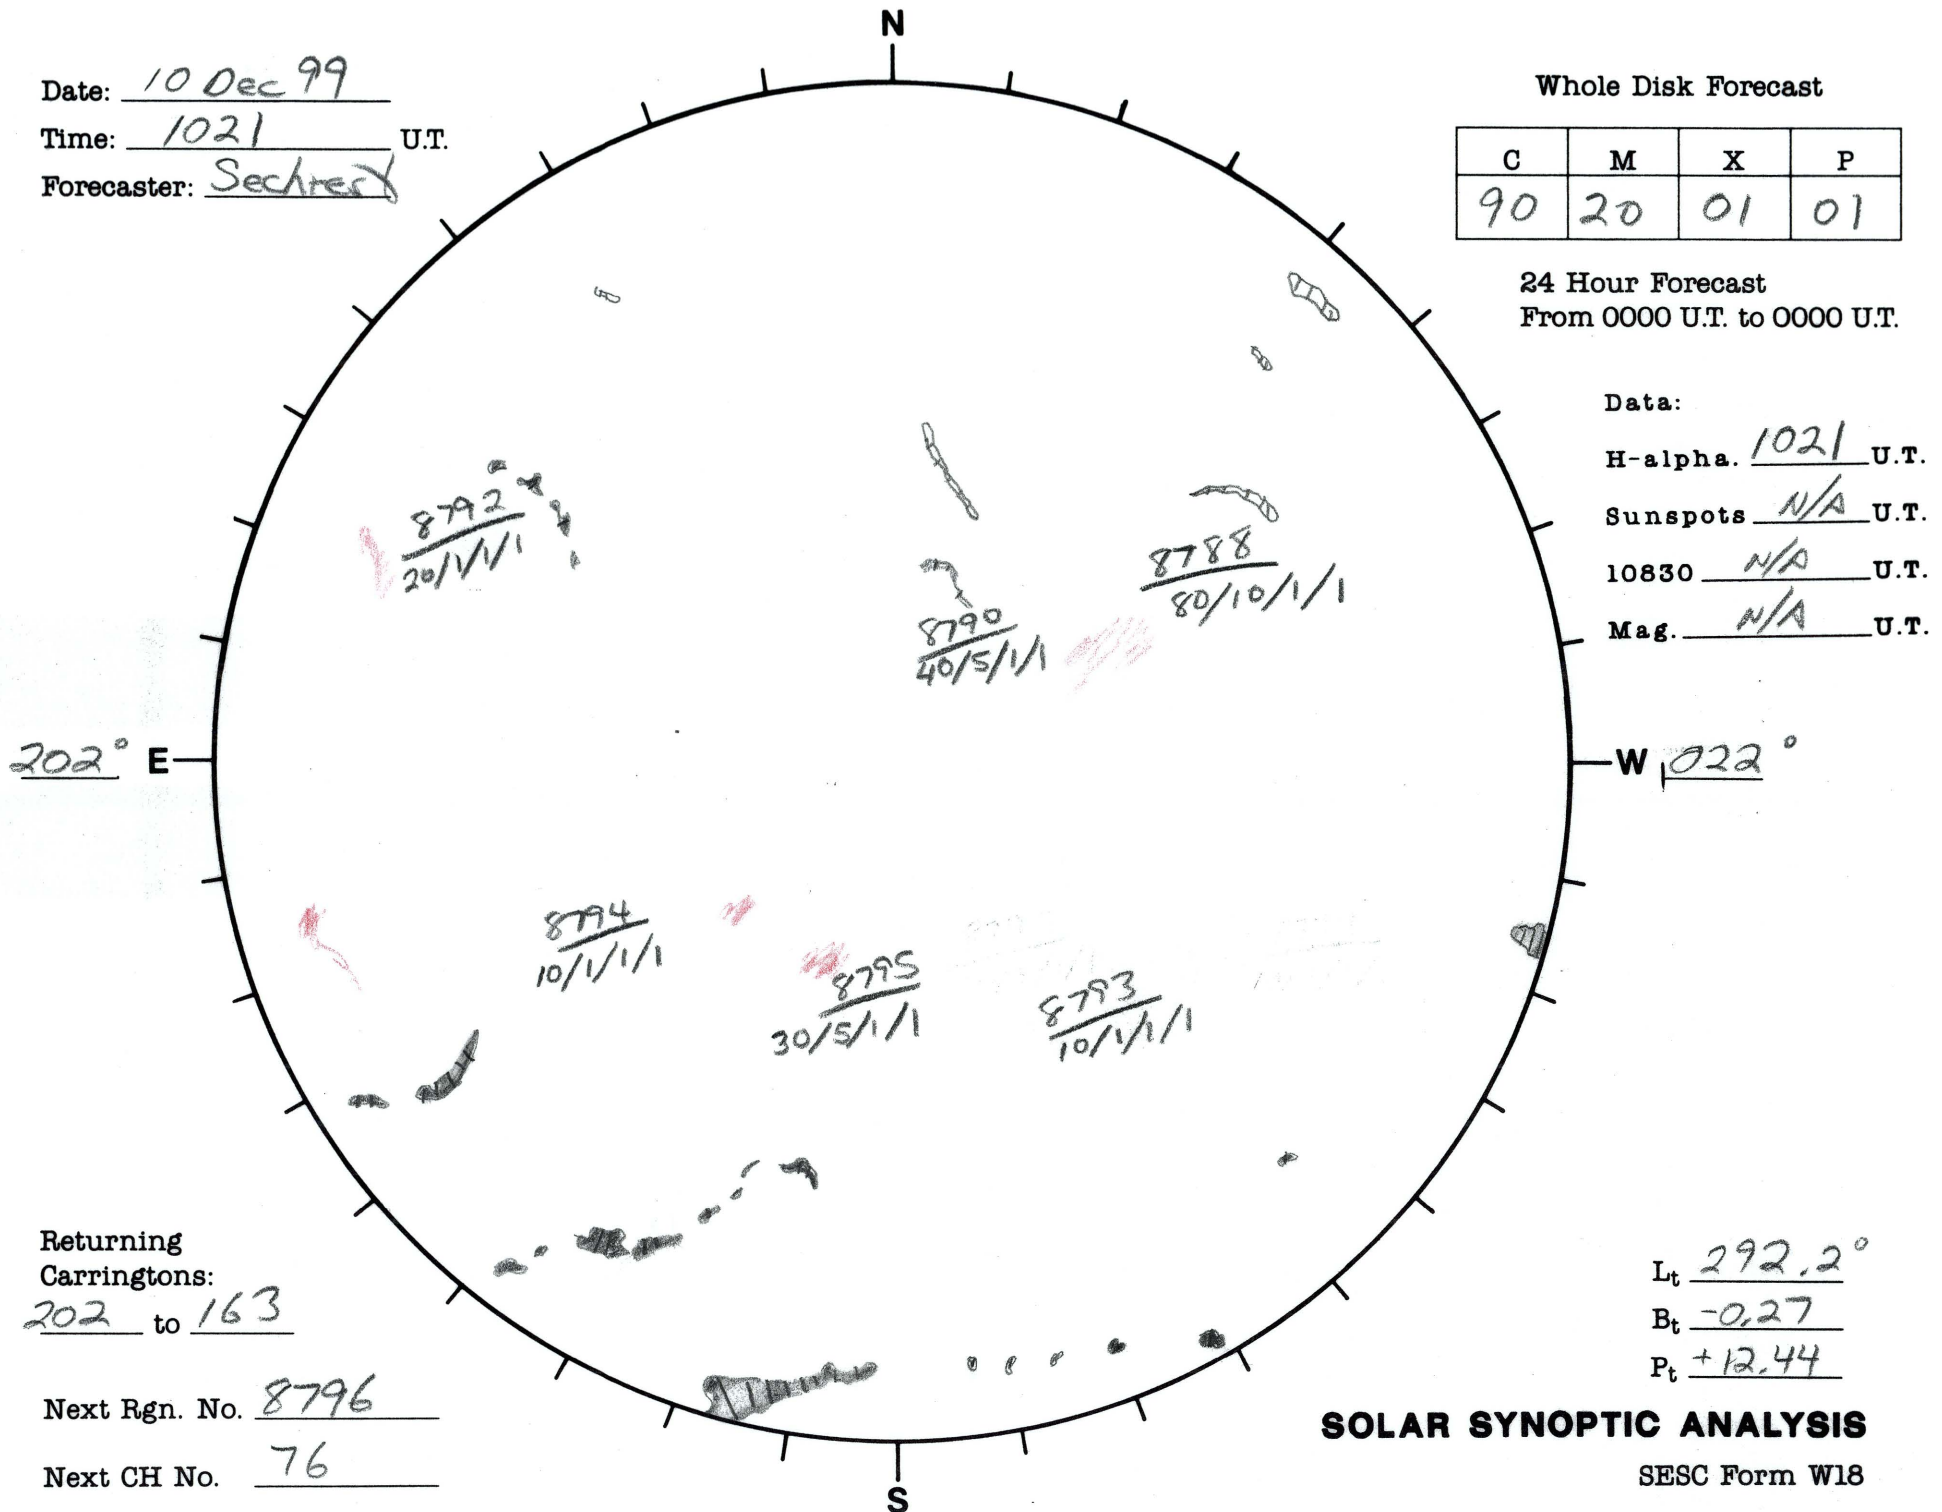 N
Date: 10 Dec 99
Time: 1021 U.T.
Forecaster: Sechrest
Whole Disk Forecast
C M X P
90 20 01 01
24 Hour Forecast
From 0000 U.T. to 0000 U.T.
Data:
H-alpha. 1021 U.T.
Sunspots N/A U.T.
10830 N/A U.T.
Mag. N/A U.T.
8792
20/1/1/1
8788
80/10/1/1
8790
40/5/1/1
202° E
W 022°
8794
10/1/1/1
8795
30/5/1/1
8793
10/1/1/1
Returning
Carringtons:
202 to 163
Next Rgn. No. 8796
Next CH No. 76
Lt 292.2°
Bt -0.27
Pt +12.44
SOLAR SYNOPTIC ANALYSIS
SESC Form W18
S